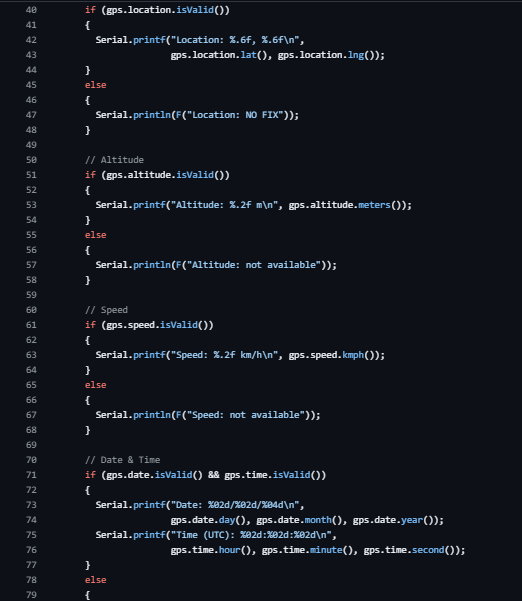 40 if (gps.location.isValid())
41 {
42 Serial.printf("Location: %.6f, %.6f\n",
43 gps.location.lat(), gps.location.lng());
44 }
45 else
46 {
47 Serial.println(F("Location: NO FIX"));
48 }
49
50 // Altitude
51 if (gps.altitude.isValid())
52 {
53 Serial.printf("Altitude: %.2f m\n", gps.altitude.meters());
54 }
55 else
56 {
57 Serial.println(F("Altitude: not available"));
58 }
59
60 // Speed
61 if (gps.speed.isValid())
62 {
63 Serial.printf("Speed: %.2f km/h\n", gps.speed.kmph());
64 }
65 else
66 {
67 Serial.println(F("Speed: not available"));
68 }
69
70 // Date & Time
71 if (gps.date.isValid() && gps.time.isValid())
72 {
73 Serial.printf("Date: %02d/%02d/%04d\n",
74 gps.date.day(), gps.date.month(), gps.date.year());
75 Serial.printf("Time (UTC): %02d:%02d:%02d\n",
76 gps.time.hour(), gps.time.minute(), gps.time.second());
77 }
78 else
79 {